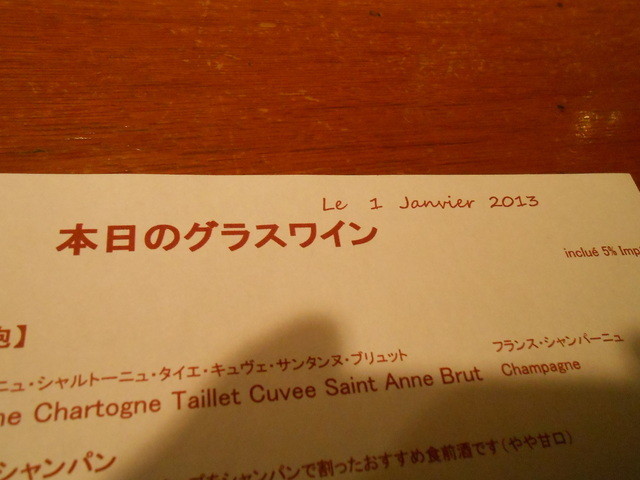 Le 1 Janvier 2013
本日のグラスワイン
inclué 5% Imp
泡】
ニュ・シャルトーニュ・タイエ・キュヴェ・サンタンヌ・ブリュット フランス・シャンパーニュ
ne Chartogne Taillet Cuvee Saint Anne Brut Champagne
シャンパン
をシャンパンで割ったおすすめ食前酒です(やや甘口)